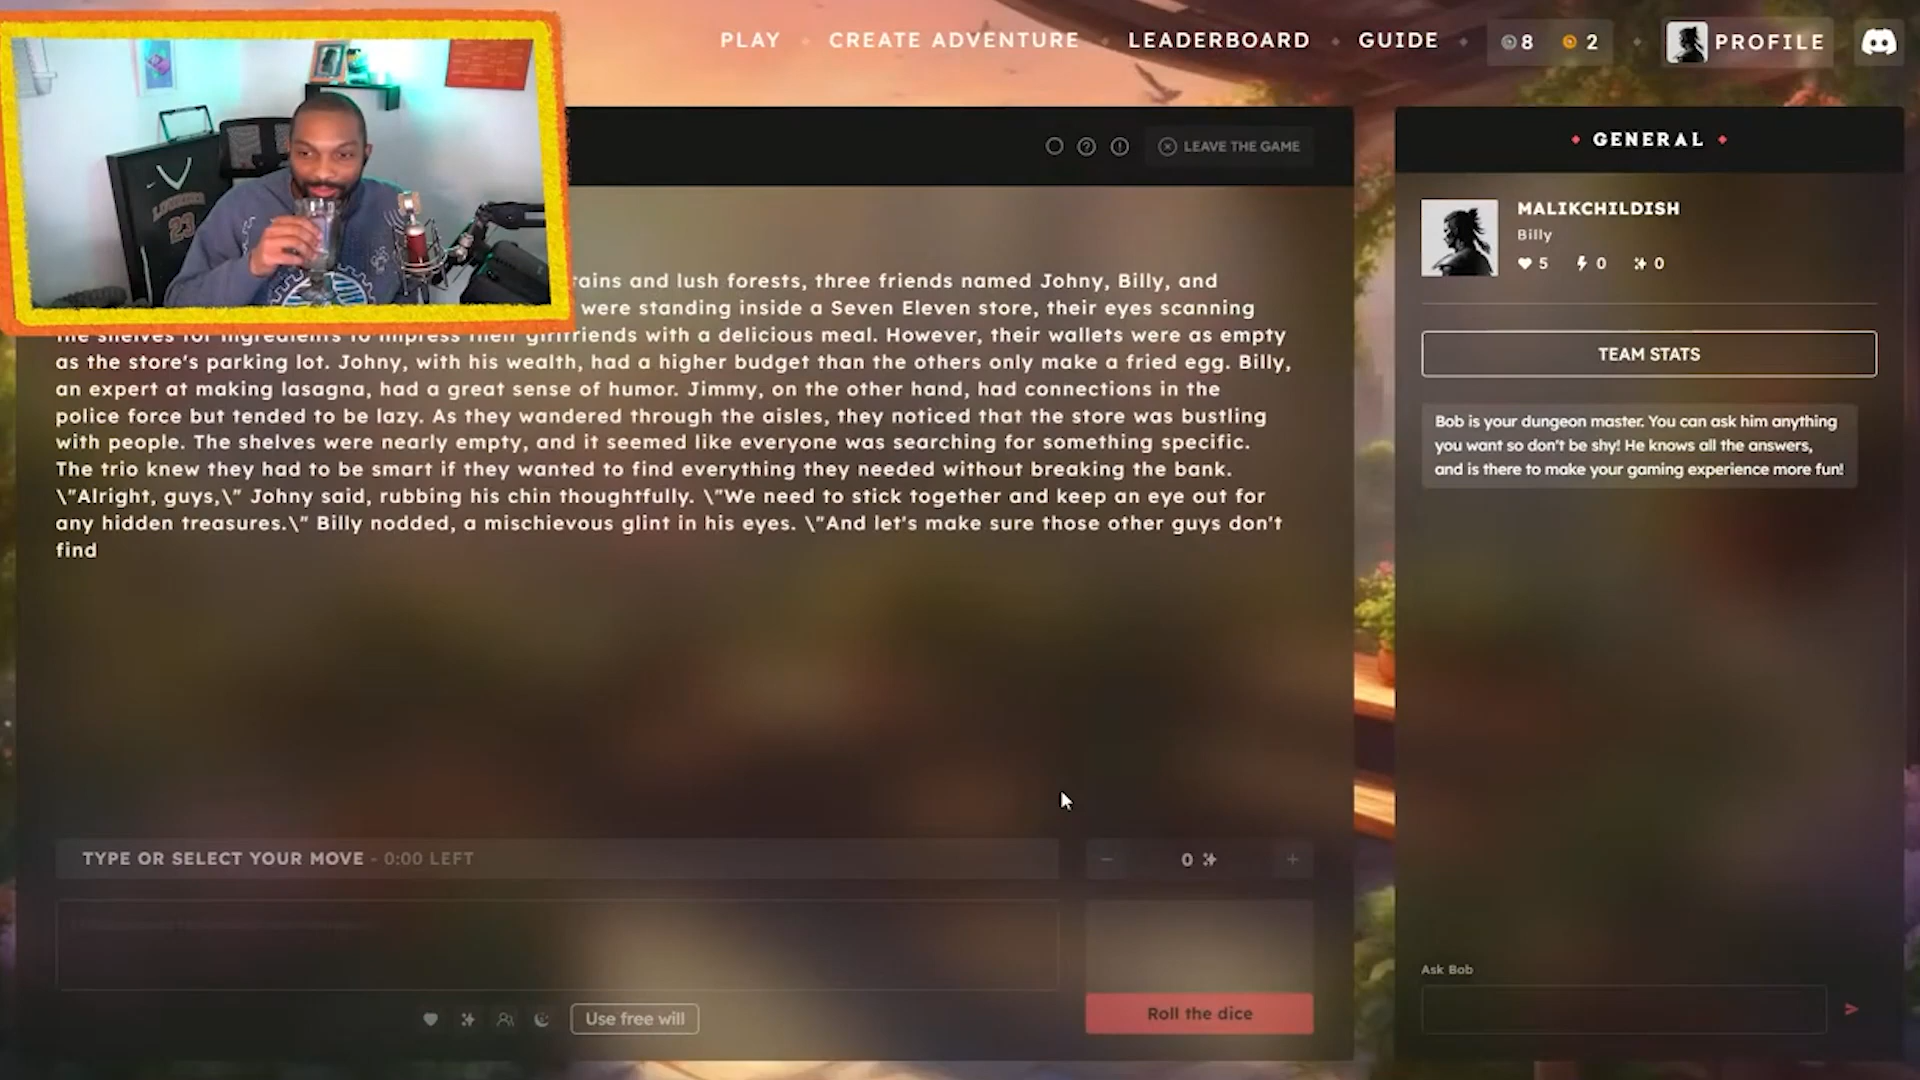 PLAY CREATE ADVENTURE LEADERBOARD GUIDE 8 2 PROFILE
23
LEAVE THE GAME
GENERAL
MALIKCHILDISH
Billy
5 0 0
TEAM STATS
Bob is your dungeon master. You can ask him anything
you want so don't be shy! He knows all the answers,
and is there to make your gaming experience more fun!
tains and lush forests, three friends named Johny, Billy, and
were standing inside a Seven Eleven store, their eyes scanning
the shelves for ingredients to impress their girlfriends with a delicious meal. However, their wallets were as empty
as the store's parking lot. Johny, with his wealth, had a higher budget than the others only make a fried egg. Billy,
an expert at making lasagna, had a great sense of humor. Jimmy, on the other hand, had connections in the
police force but tended to be lazy. As they wandered through the aisles, they noticed that the store was bustling
with people. The shelves were nearly empty, and it seemed like everyone was searching for something specific.
The trio knew they had to be smart if they wanted to find everything they needed without breaking the bank.
\"Alright, guys,\" Johny said, rubbing his chin thoughtfully. \"We need to stick together and keep an eye out for
any hidden treasures.\" Billy nodded, a mischievous glint in his eyes. \"And let's make sure those other guys don't
find
TYPE OR SELECT YOUR MOVE - 0:00 LEFT
0
Use free will
Roll the dice
Ask Bob